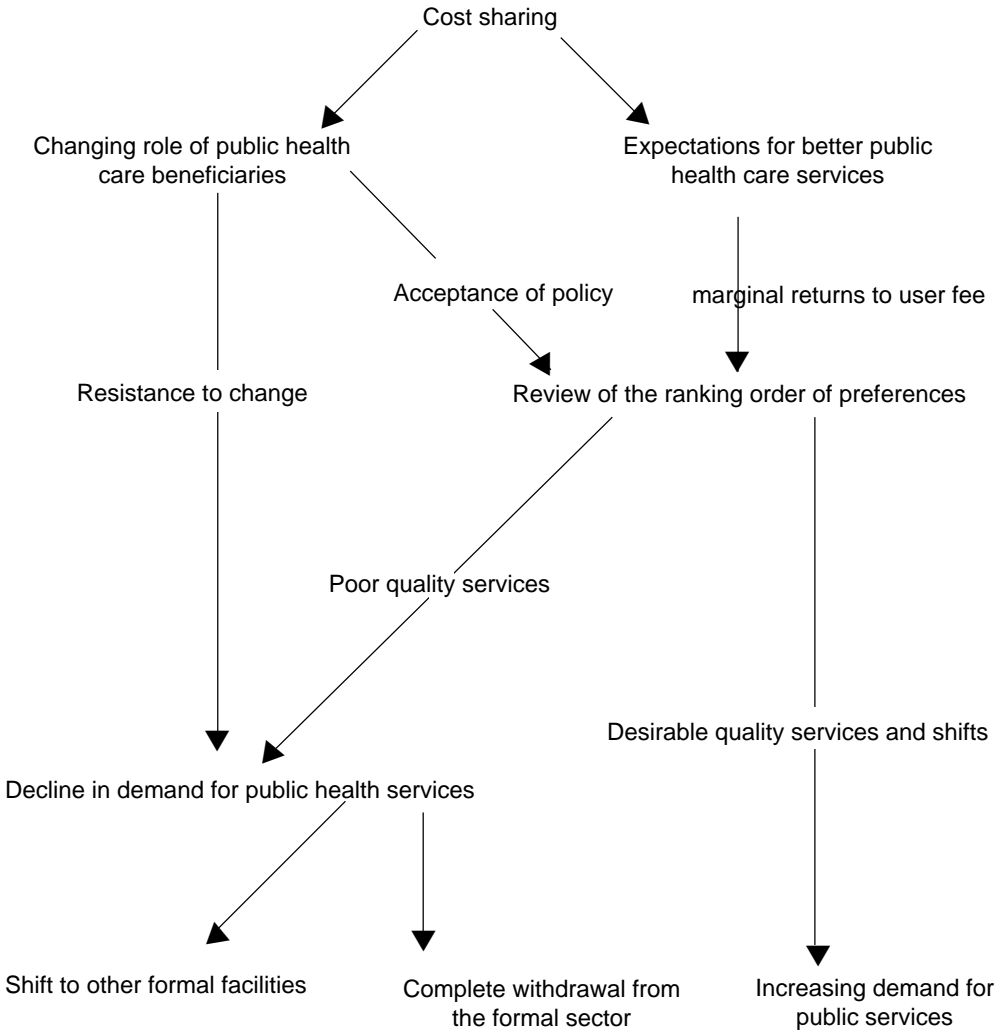 Cost sharing
Changing role of public health
care beneficiaries
Expectations for better public
health care services
Acceptance of policy
marginal returns to user fee
Resistance to change
Review of the ranking order of preferences
Poor quality services
Desirable quality services and shifts
Decline in demand for public health services
Shift to other formal facilities
Complete withdrawal from
the formal sector
Increasing demand for
public services